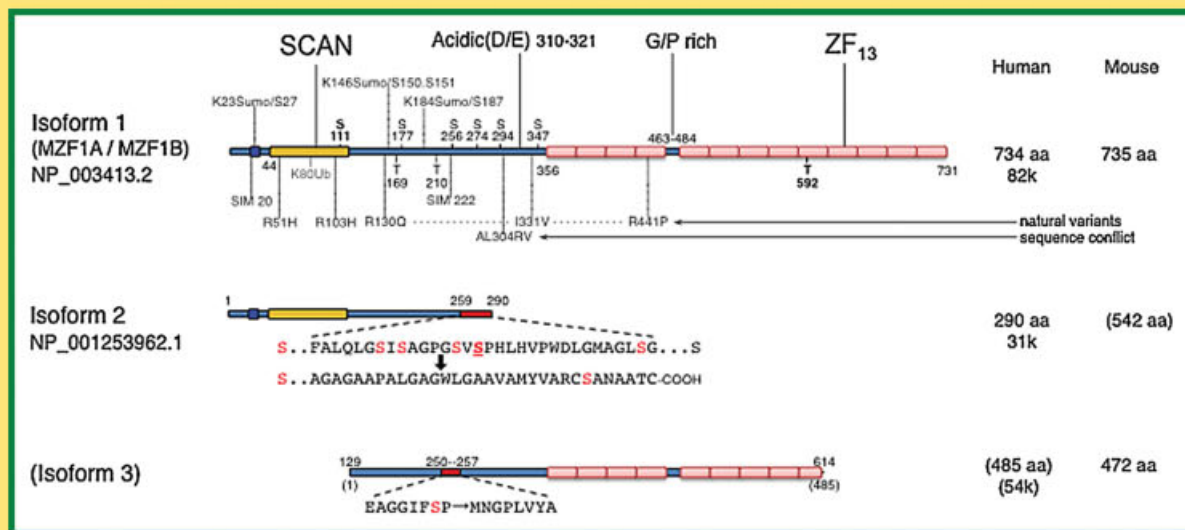 SCAN
Acidic(D/E) 310-321
G/P rich
ZF13
Human
Mouse
K146Sumo/S150.S151
K23Sumo/S27
K184Sumo/S187
Isoform 1
(MZF1A / MZF1B)
NP_003413.2
S
111
S
177
S
256
S
274
S
294
S
347
463-484
734 aa
82k
735 aa
44
K80Ub
T
169
T
210
356
T
592
731
SIM 20
SIM 222
R51H
R103H
R130Q
I331V
R441P
natural variants
AL304RV
sequence conflict
1
259
290
Isoform 2
NP_001253962.1
290 aa
31k
(542 aa)
S..FALQLGSISAGPGSVSPHLHVPWDLGMAGLSG...S
S..AGAGAAPALGAGWLGAAVAMYVARCSANAATC-COOH
(Isoform 3)
129
(1)
250--257
614
(485)
(485 aa)
(54k)
472 aa
EAGGIFSP→MNGPLVYA